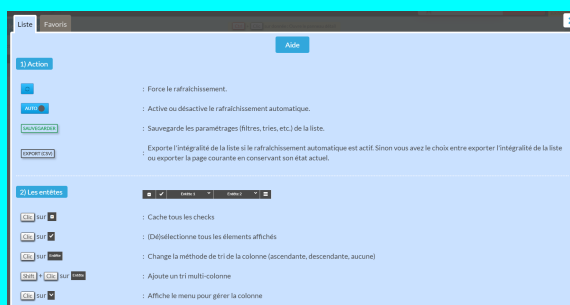 Liste Favoris
Aide
1) Action
: Force le rafraîchissement.
AUTO : Active ou désactive le rafraîchissement automatique.
SAUVEGARDER : Sauvegarde les paramétrages (filtres, tries, etc.) de la liste.
EXPORT (CSV) : Exporte l'intégralité de la liste si le rafraichissement automatique est actif. Sinon vous avez le choix entre exporter l'intégralité de la liste
ou exporter la page courante en conservant son état actuel.
2) Les entêtes Entête 1 Entête 2
Clic sur : Cache tous les checks
Clic sur : (Dé)sélectionne tous les élements affichés
Clic sur Entête : Change la méthode de tri de la colonne (ascendante, descendante, aucune)
Shift + Clic sur Entête : Ajoute un tri multi-colonne
Clic sur : Affiche le menu pour gérer la colonne